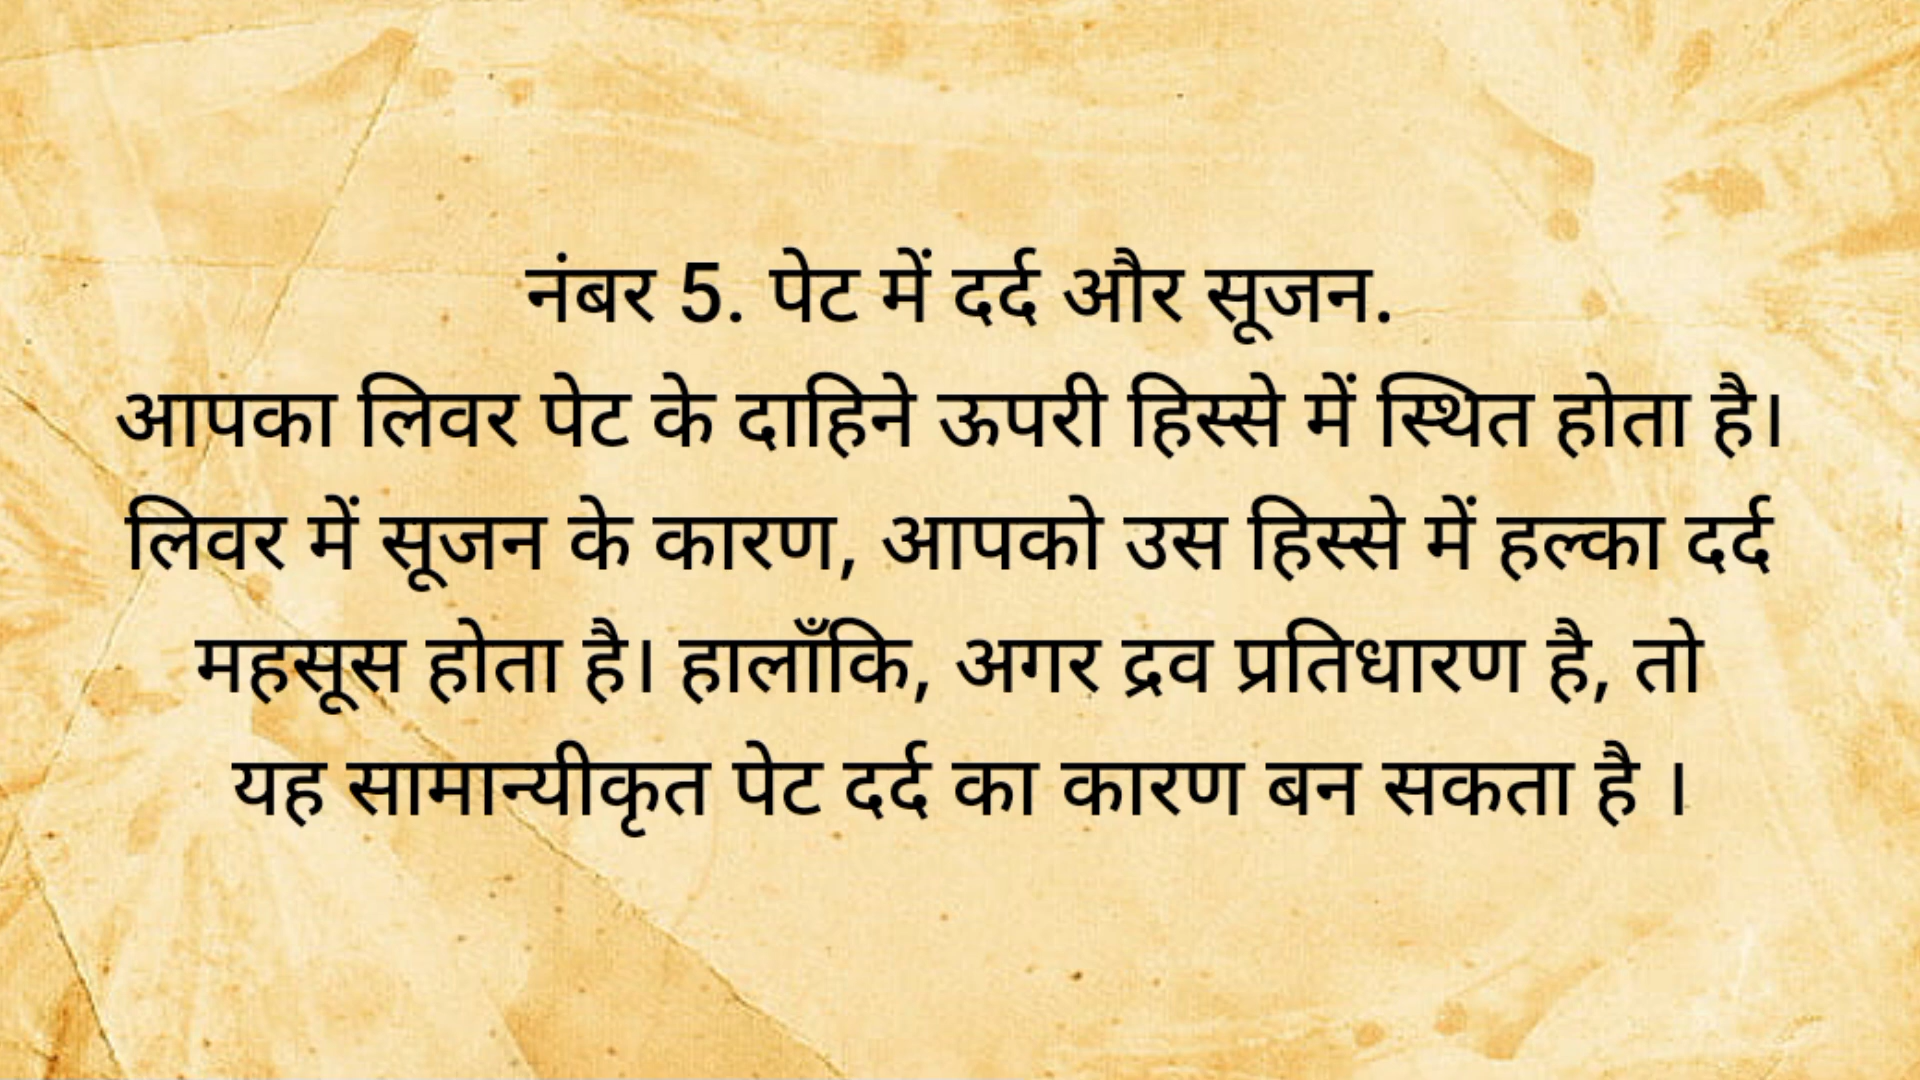 नंबर 5. पेट में दर्द और सूजन.
आपका लिवर पेट के दाहिने ऊपरी हिस्से में स्थित होता है।
लिवर में सूजन के कारण, आपको उस हिस्से में हल्का दर्द
महसूस होता है। हालाँकि, अगर द्रव प्रतिधारण है, तो
यह सामान्यीकृत पेट दर्द का कारण बन सकता है ।